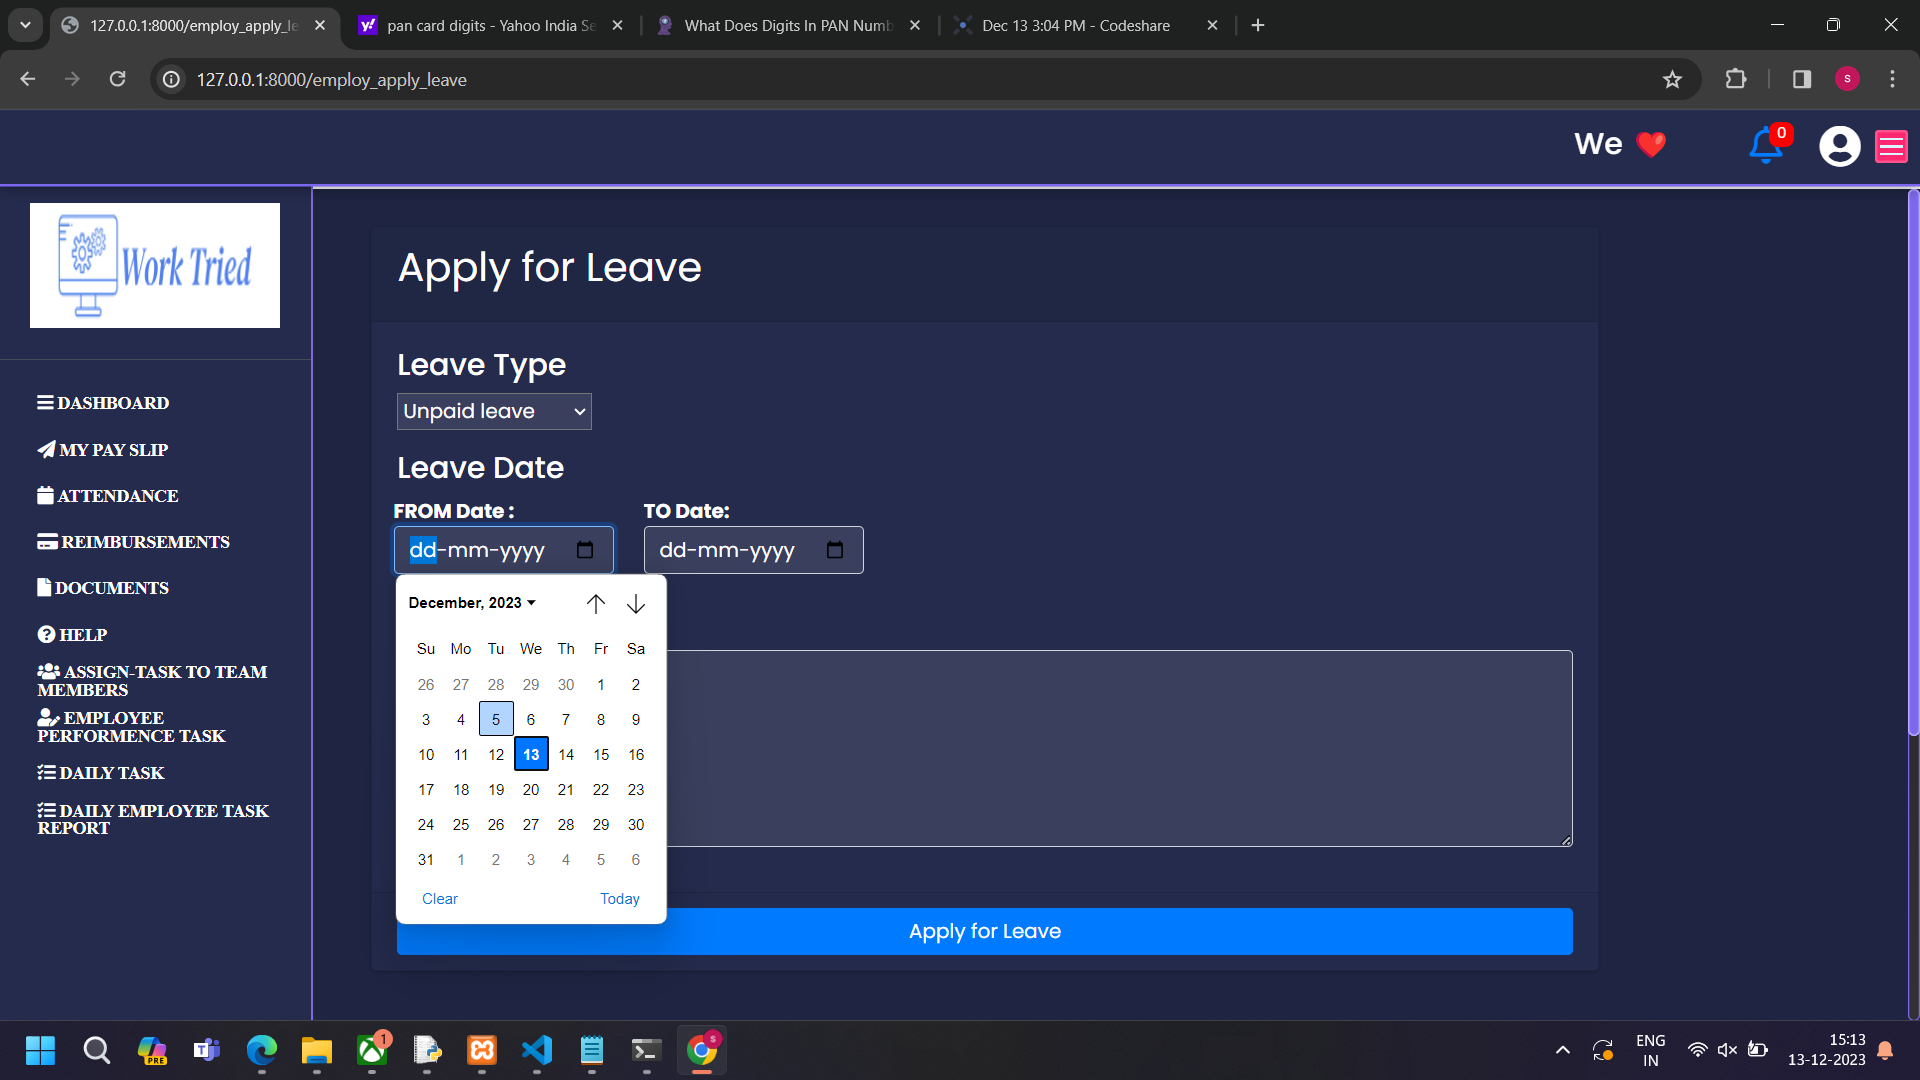 127.0.0.1:8000/employ_apply_le
pan card digits - Yahoo India Se
What Does Digits In PAN Numb
Dec 13 3:04 PM - Codeshare
127.0.0.1:8000/employ_apply_leave
S
We ❤️
0
Work Tried
DASHBOARD
MY PAY SLIP
ATTENDANCE
REIMBURSEMENTS
DOCUMENTS
HELP
ASSIGN-TASK TO TEAM
MEMBERS
EMPLOYEE
PERFORMENCE TASK
DAILY TASK
DAILY EMPLOYEE TASK
REPORT
Apply for Leave
Leave Type
Unpaid leave
Leave Date
FROM Date : TO Date:
dd-mm-yyyy dd-mm-yyyy
December, 2023
Su Mo Tu We Th Fr Sa
26 27 28 29 30 1 2
3 4 5 6 7 8 9
10 11 12 13 14 15 16
17 18 19 20 21 22 23
24 25 26 27 28 29 30
31 1 2 3 4 5 6
Clear Today
Apply for Leave
PRE
1
S
ENG
IN
15:13
13-12-2023